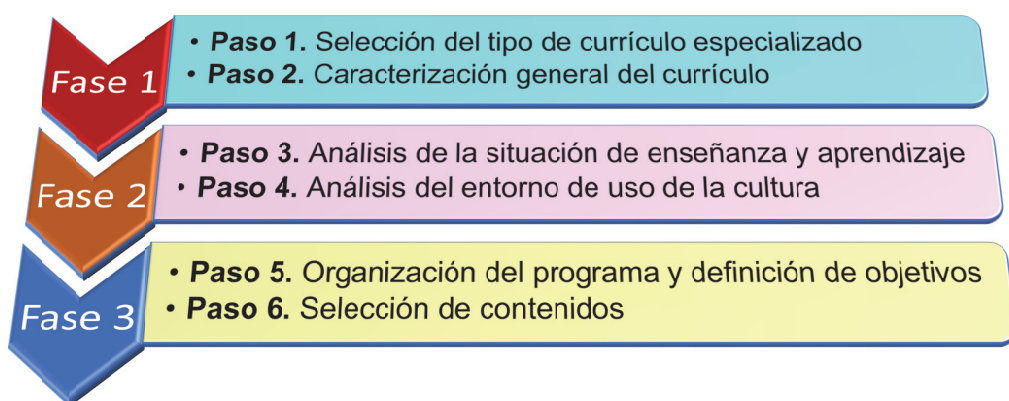 Fase 1
• Paso 1. Selección del tipo de currículo especializado
• Paso 2. Caracterización general del currículo
Fase 2
• Paso 3. Análisis de la situación de enseñanza y aprendizaje
• Paso 4. Análisis del entorno de uso de la cultura
Fase 3
• Paso 5. Organización del programa y definición de objetivos
• Paso 6. Selección de contenidos